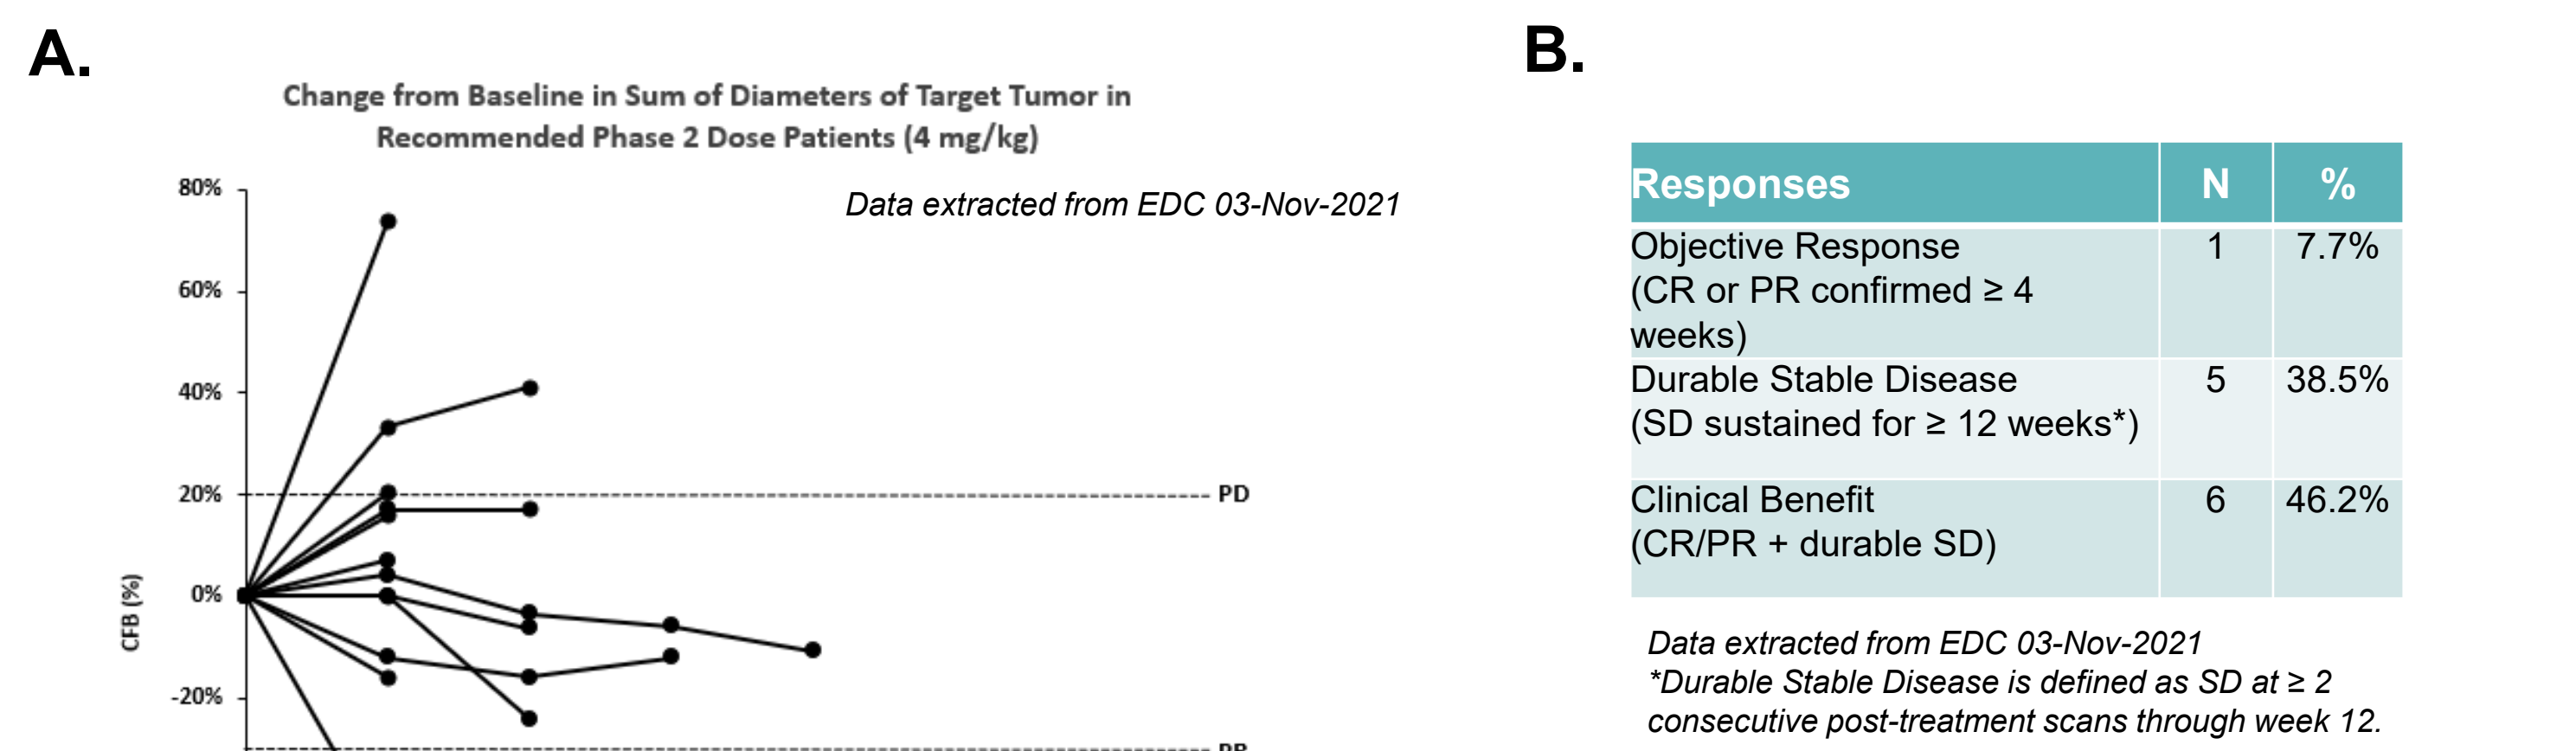 A.
Change from Baseline in Sum of Diameters of Target Tumor in
Recommended Phase 2 Dose Patients (4 mg/kg)
Data extracted from EDC 03-Nov-2021
80%
60%
40%
20%
PD
0%
-20%
CFB (%)
B.
Responses N %
Objective Response 1 7.7%
(CR or PR confirmed ≥ 4
weeks)
Durable Stable Disease 5 38.5%
(SD sustained for ≥ 12 weeks*)
Clinical Benefit 6 46.2%
(CR/PR + durable SD)
Data extracted from EDC 03-Nov-2021
*Durable Stable Disease is defined as SD at ≥ 2
consecutive post-treatment scans through week 12.